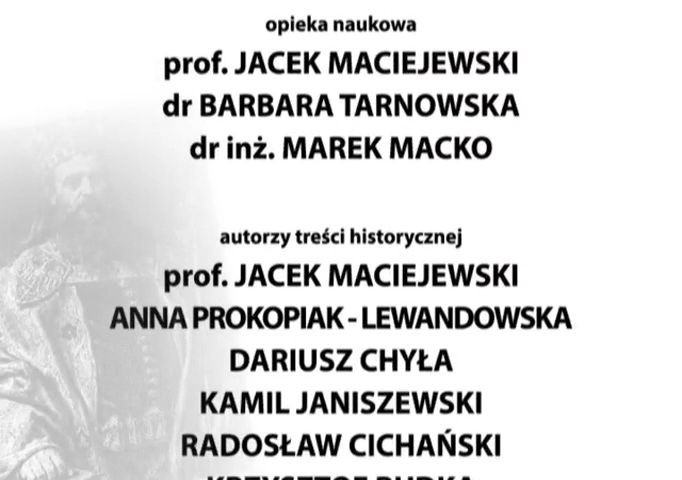 opieka naukowa
prof. JACEK MACIEJEWSKI
dr BARBARA TARNOWSKA
dr inż. MAREK MACKO
autorzy treści historycznej
prof. JACEK MACIEJEWSKI
ANNA PROKOPIAK - LEWANDOWSKA
DARIUSZ CHYŁA
KAMIL JANISZEWSKI
RADOSŁAW CICHAŃSKI
KRZYSZTOF